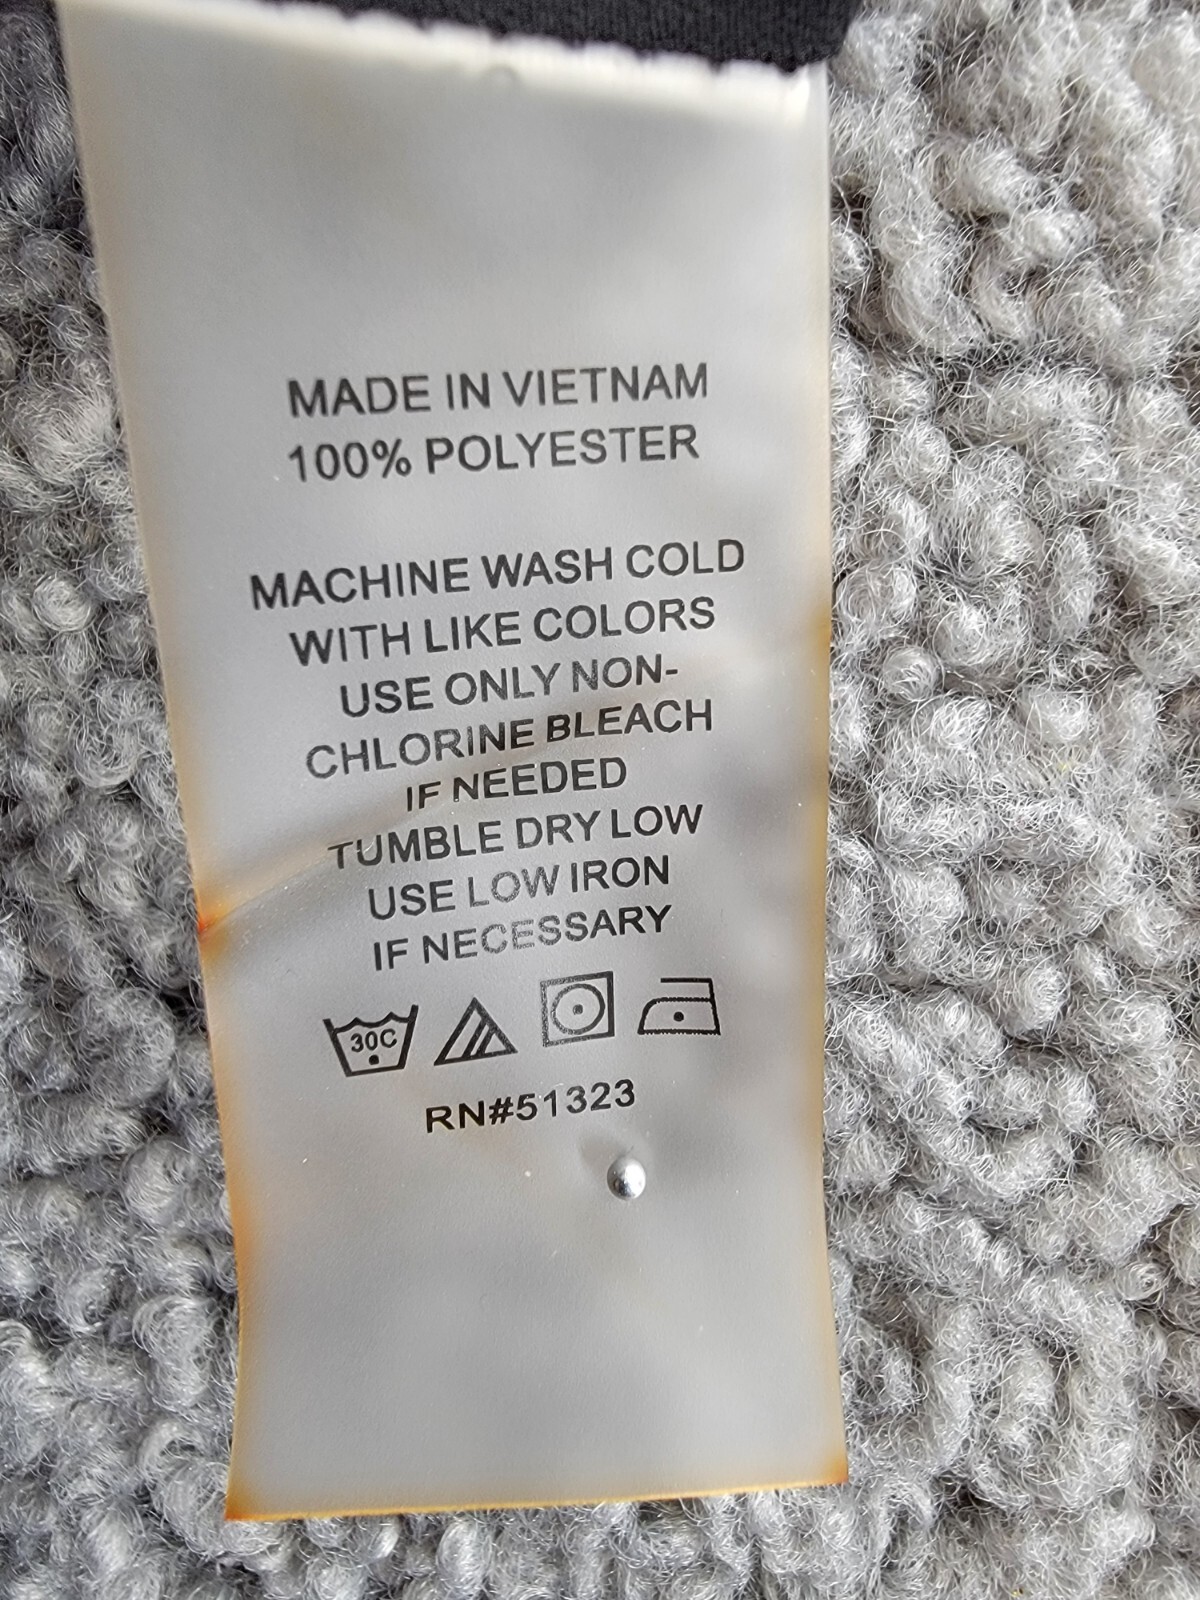 MADE IN VIETNAM
100% POLYESTER
MACHINE WASH COLD
WITH LIKE COLORS
USE ONLY NON-
CHLORINE BLEACH
IF NEEDED
TUMBLE DRY LOW
USE LOW IRON
IF NECESSARY
30C
RN#51323